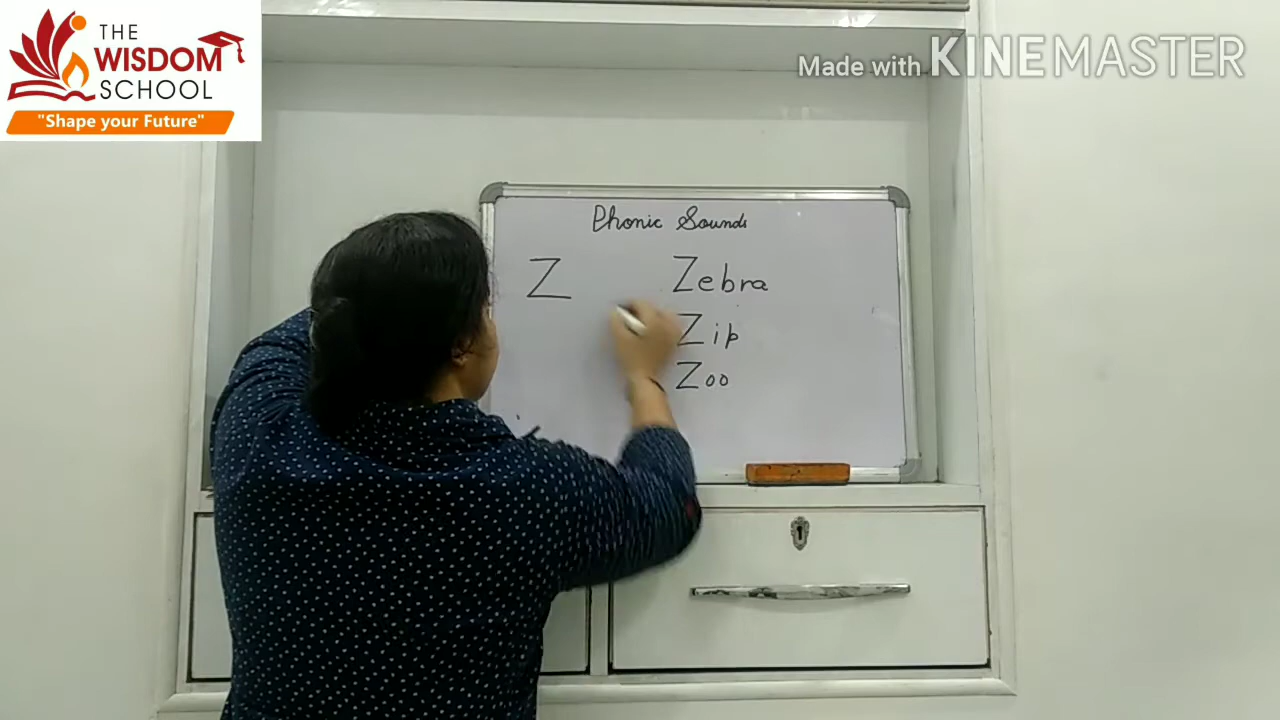 THE
WISDOM
SCHOOL
"Shape your Future"
Made with KINEMASTER
Phonic Sounds
Z Zebra
Zip
Zoo